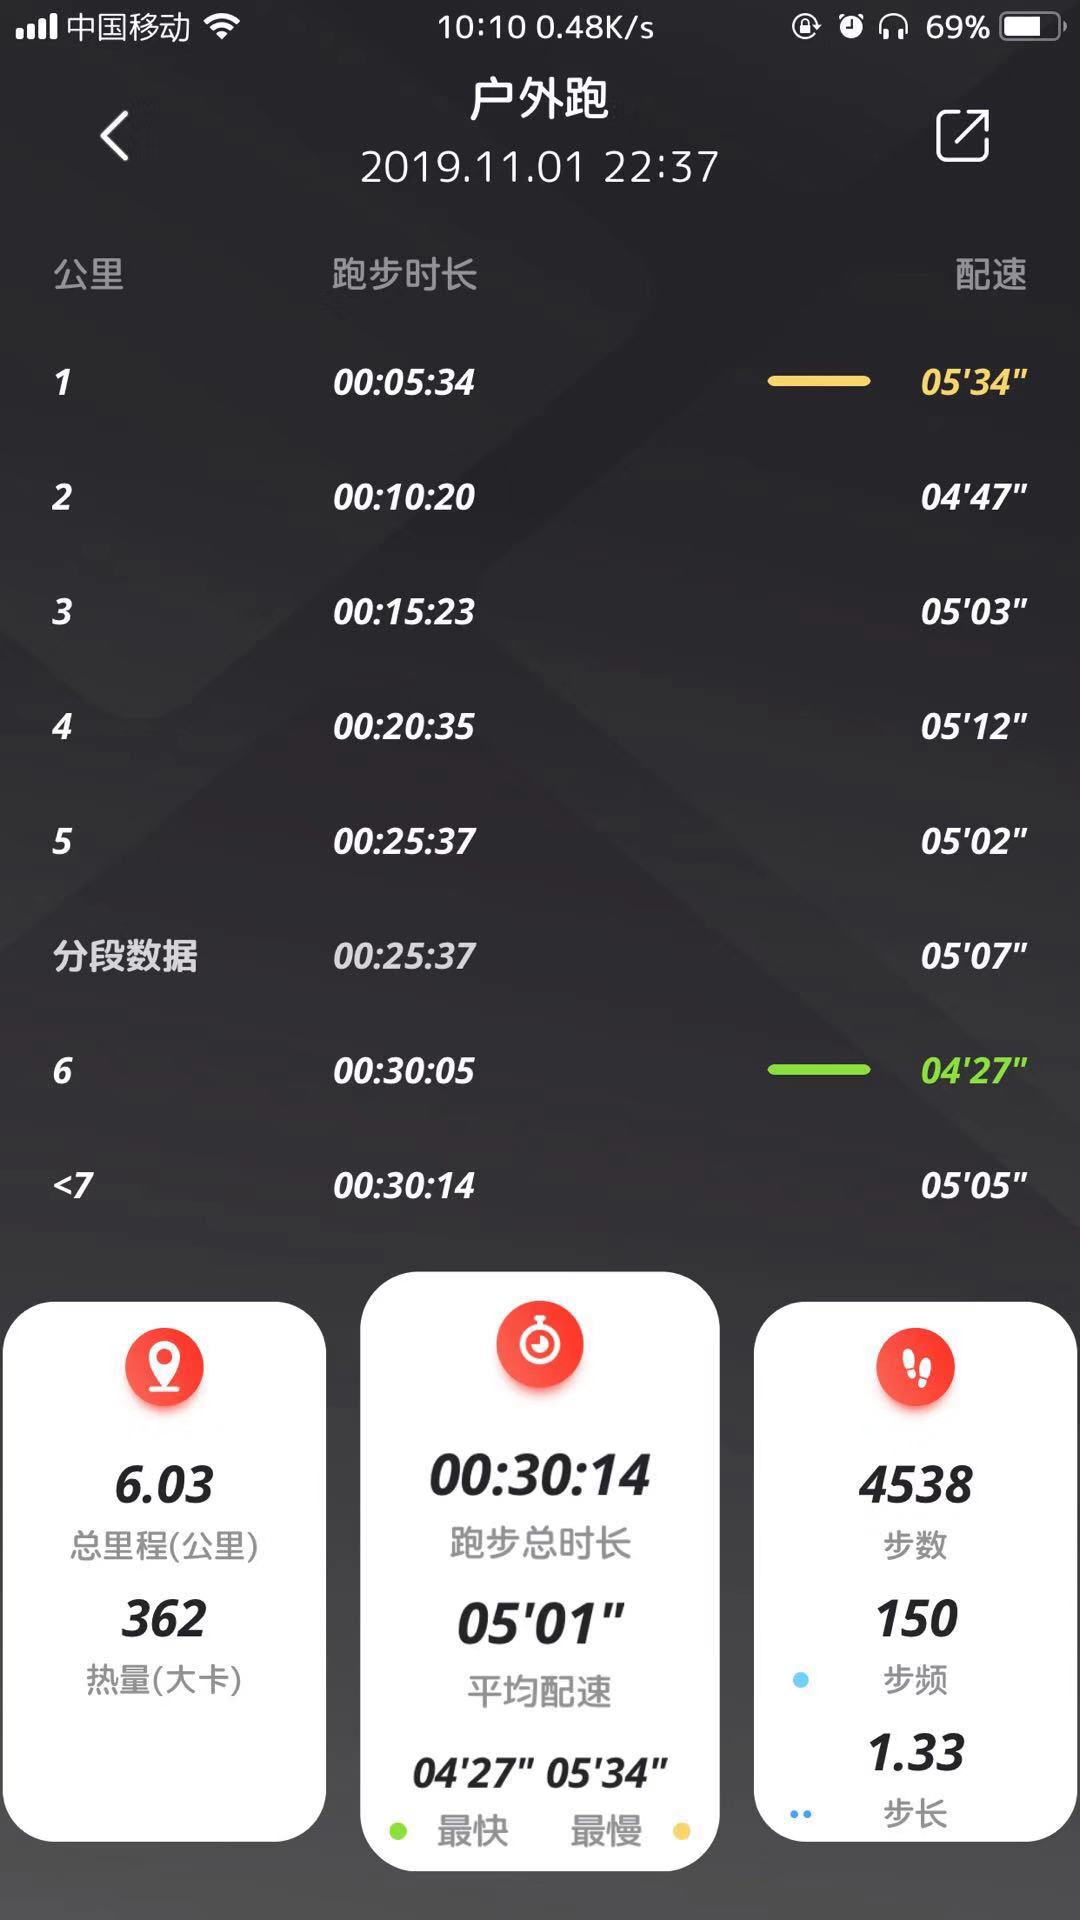 中国移动 10:10 0.48K/s 69%
户外跑
2019.11.01 22:37
公里 跑步时长 配速
1 00:05:34 05'34"
2 00:10:20 04'47"
3 00:15:23 05'03"
4 00:20:35 05'12"
5 00:25:37 05'02"
分段数据 00:25:37 05'07"
6 00:30:05 04'27"
<7 00:30:14 05'05"
6.03
总里程(公里)
362
热量(大卡)
00:30:14
跑步总时长
05'01"
平均配速
04'27" 05'34"
最快 最慢
4538
步数
150
步频
1.33
步长